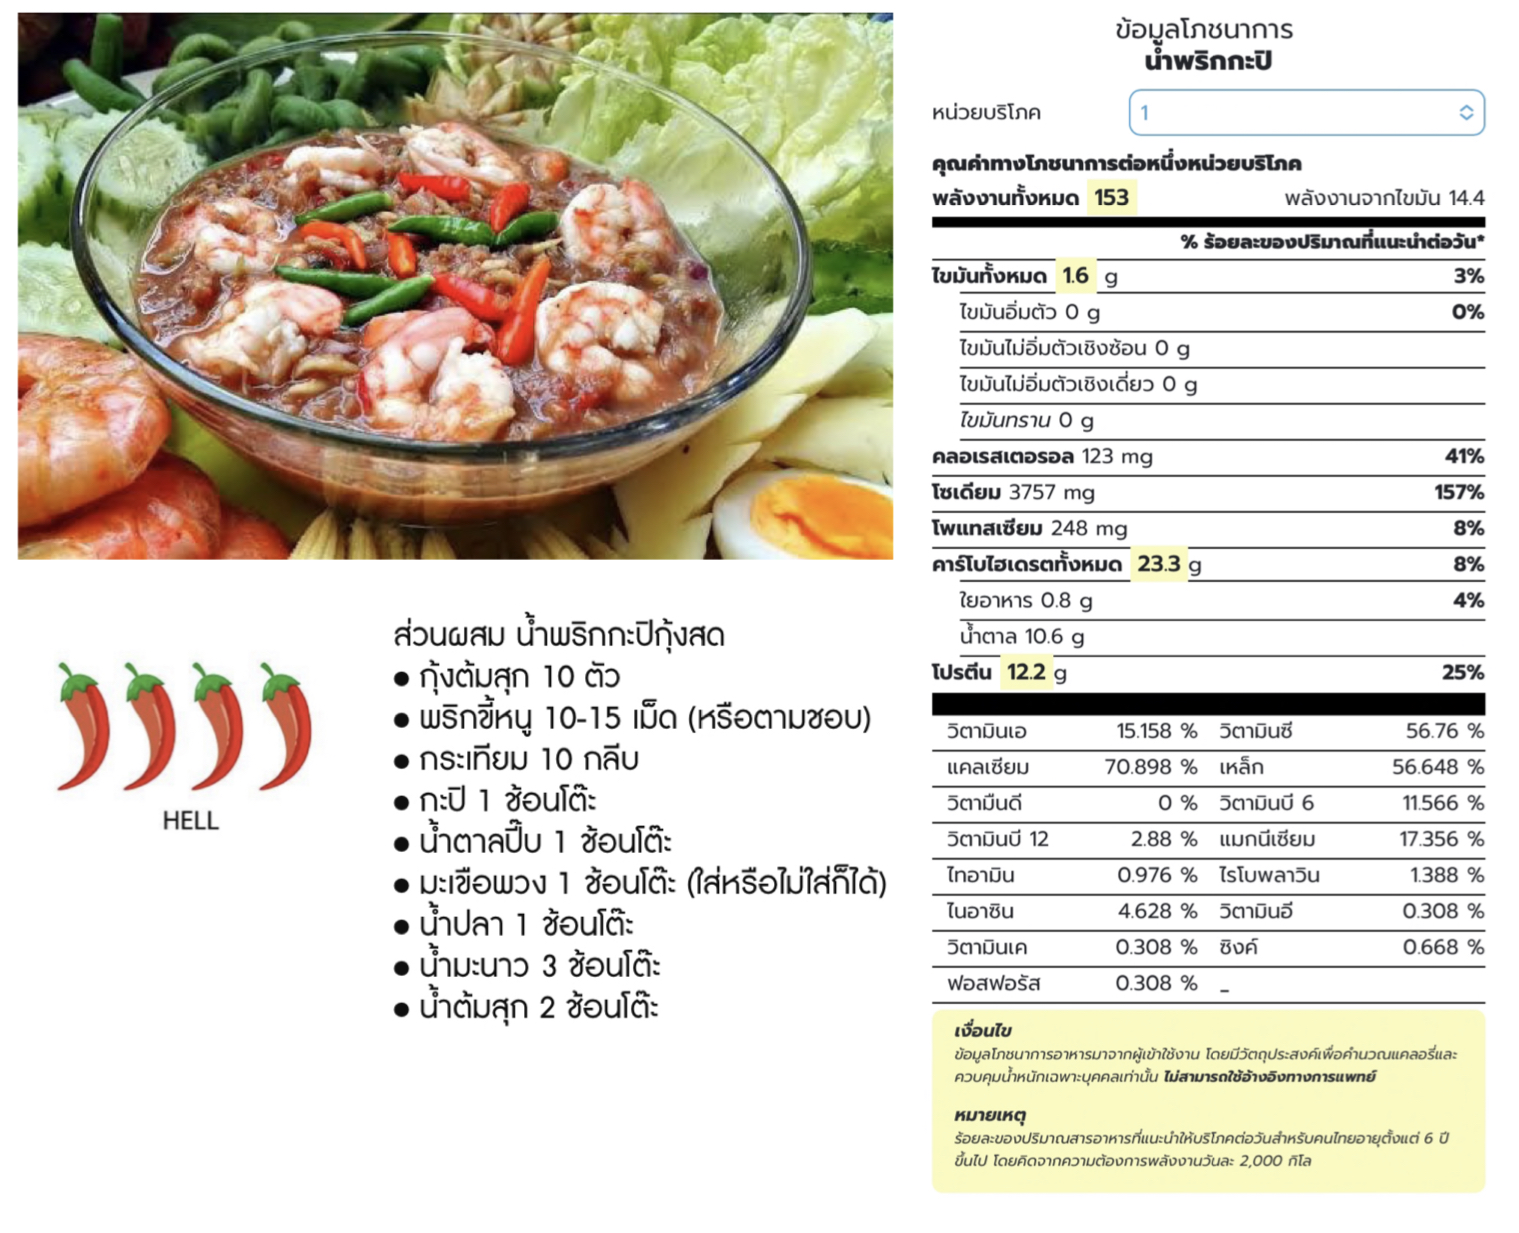 HELL
ส่วนผสม น้ำพริกกะปิกุ้งสด
● กุ้งต้มสุก 10 ตัว
● พริกขี้หนู 10-15 เม็ด (หรือตามชอบ)
● กระเทียม 10 กลีบ
● กะปิ 1 ช้อนโต๊ะ
● น้ำตาลปี๊บ 1 ช้อนโต๊ะ
● มะเขือพวง 1 ช้อนโต๊ะ (ใส่หรือไม่ใส่ก็ได้)
● น้ำปลา 1 ช้อนโต๊ะ
● น้ำมะนาว 3 ช้อนโต๊ะ
● น้ำต้มสุก 2 ช้อนโต๊ะ
ข้อมูลโภชนาการ
น้ำพริกกะปิ
หน่วยบริโภค 1
คุณค่าทางโภชนาการต่อหนึ่งหน่วยบริโภค
พลังงานทั้งหมด 153 พลังงานจากไขมัน 14.4
% ร้อยละของปริมาณที่แนะนำต่อวัน*
ไขมันทั้งหมด 1.6 g 3%
ไขมันอิ่มตัว 0 g 0%
ไขมันไม่อิ่มตัวเชิงซ้อน 0 g
ไขมันไม่อิ่มตัวเชิงเดี่ยว 0 g
ไขมันทราน 0 g
คลอเรสเตอรอล 123 mg 41%
โซเดียม 3757 mg 157%
โพแทสเซียม 248 mg 8%
คาร์โบไฮเดรตทั้งหมด 23.3 g 8%
ใยอาหาร 0.8 g 4%
น้ำตาล 10.6 g
โปรตีน 12.2 g 25%
วิตามินเอ 15.158 % วิตามินซี 56.76 %
แคลเซียม 70.898 % เหล็ก 56.648 %
วิตามืนดี 0 % วิตามินบี 6 11.566 %
วิตามินบี 12 2.88 % แมกนีเซียม 17.356 %
ไทอามิน 0.976 % ไรโบพลาวิน 1.388 %
ไนอาซิน 4.628 % วิตามินอี 0.308 %
วิตามินเค 0.308 % ซิงค์ 0.668 %
ฟอสฟอรัส 0.308 % _
เงื่อนไข
ข้อมูลโภชนาการอาหารมาจากผู้เข้าใช้งาน โดยมีวัตถุประสงค์เพื่อคำนวณแคลอรี่และ
ควบคุมน้ำหนักเฉพาะบุคคลเท่านั้น ไม่สามารถใช้อ้างอิงทางการแพทย์
หมายเหตุ
ร้อยละของปริมาณสารอาหารที่แนะนำให้บริโภคต่อวันสำหรับคนไทยอายุตั้งแต่ 6 ปี
ขึ้นไป โดยคิดจากความต้องการพลังงานวันละ 2,000 กิโล